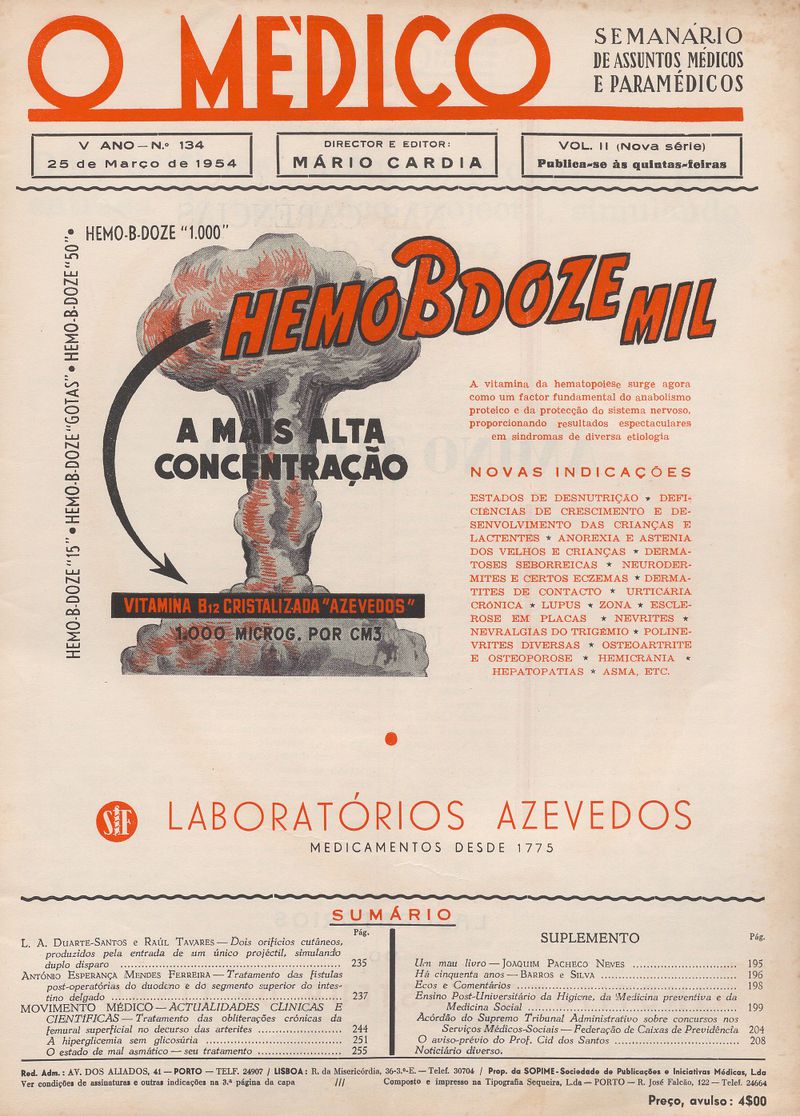 O MÉDICO
SEMANÁRIO
DE ASSUNTOS MÉDICOS
E PARAMÉDICOS
V ANO — N.º 134
25 de Março de 1954
DIRECTOR E EDITOR:
MÁRIO CARDIA
VOL. II (Nova série)
Publica-se às quintas-feiras
HEMO-B-DOZE "15" • HEMO-B-DOZE "GOTAS" • HEMO-B-DOZE "50" •
HEMO-B-DOZE "1.000"
HEMO B DOZE MIL
A MAIS ALTA
CONCENTRAÇÃO
VITAMINA B12 CRISTALIZADA "AZEVEDOS"
1.000 MICROG. POR CM3
A vitamina da hematopoiese surge agora
como um factor fundamental do anabolismo
proteico e da protecção do sistema nervoso,
proporcionando resultados espectaculares
em sindromas de diversa etiologia
NOVAS INDICAÇÕES
ESTADOS DE DESNUTRIÇÃO ★ DEFI-
CIÊNCIAS DE CRESCIMENTO E DE-
SENVOLVIMENTO DAS CRIANÇAS E
LACTENTES ★ ANOREXIA E ASTENIA
DOS VELHOS E CRIANÇAS ★ DERMA-
TOSES SEBORREICAS ★ NEURODER-
MITES E CERTOS ECZEMAS ★ DERMA-
TITES DE CONTACTO ★ URTICÁRIA
CRÓNICA ★ LUPUS ★ ZONA ★ ESCLE-
ROSE EM PLACAS ★ NEVRITES ★
NEVRALGIAS DO TRIGÉMIO ★ POLINE-
VRITES DIVERSAS ★ OSTEOARTRITE
E OSTEOPOROSE ★ HEMICRANIA ★
HEPATOPATIAS ★ ASMA, ETC.
LABORATÓRIOS AZEVEDOS
MEDICAMENTOS DESDE 1775
SUMÁRIO
Pág.
L. A. DUARTE-SANTOS e RAÚL TAVARES — Dois orifícios cutâneos,
produzidos pela entrada de um único projéctil, simulando
duplo disparo 235
ANTÓNIO ESPERANÇA MENDES FERREIRA — Tratamento das fístulas
post-operatórias do duodeno e do segmento superior do intes-
tino delgado 237
MOVIMENTO MÉDICO — ACTUALIDADES CLÍNICAS E
CIENTÍFICAS — Tratamento das obliterações crónicas da
femural superficial no decurso das arterites 244
A hiperglicemia sem glicosúria 251
O estado de mal asmático — seu tratamento 255
SUPLEMENTO
Pág.
Um mau livro — JOAQUIM PACHECO NEVES 195
Há cinquenta anos — BARROS E SILVA 196
Ecos e Comentários 198
Ensino Post-Universitário da Higiene, da Medicina preventiva e da
Medicina Social 199
Acórdão do Supremo Tribunal Administrativo sobre concursos nos
Serviços Médicos-Sociais — Federação de Caixas de Previdência 204
O aviso-prévio do Prof. Cid dos Santos 208
Noticiário diverso.
Red. Adm.: AV. DOS ALIADOS, 41 — PORTO — TELF. 24907 / LISBOA: R. da Misericórdia, 36-3.º-E. — Telef. 30704 / Prop. da SOPIME-Sociedade de Publicações e Iniciativas Médicas, Lda
Ver condições de assinaturas e outras indicações na 3.ª página da capa /// Composto e impresso na Tipografia Sequeira, L.da — PORTO — R. José Falcão, 122 — Telef. 24664
Preço, avulso: 4$00